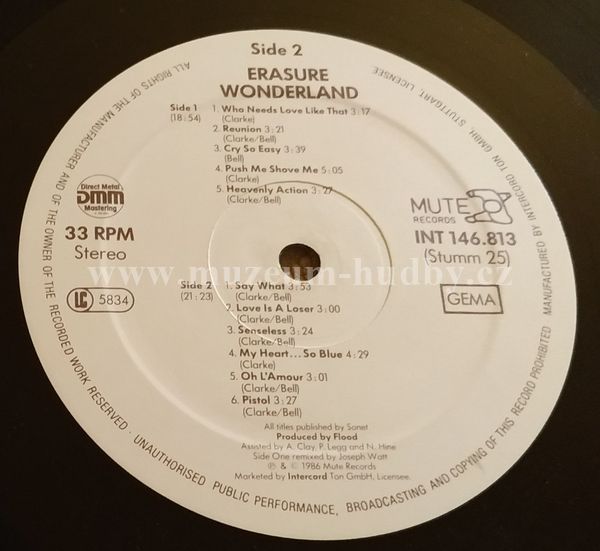 Side 2
ERASURE
WONDERLAND
Side 1
(18:54)
1. Who Needs Love Like That 3:17
(Clarke)
2. Reunion 3:21
(Clarke/Bell)
3. Cry So Easy 3:39
(Bell)
4. Push Me Shove Me 5:05
(Clarke)
5. Heavenly Action 3:27
(Clarke/Bell)
Direct Metal
DMM
Mastering
33 RPM
Stereo
LC 5834
MUTE
RECORDS
INT 146.813
(Stumm 25)
GEMA
www.muzeum-hudby.cz
Side 2
(21:23)
1. Say What 3:53
(Clarke/Bell)
2. Love Is A Loser 3:00
(Clarke/Bell)
3. Senseless 3:24
(Clarke/Bell)
4. My Heart...So Blue 4:29
(Clarke)
5. Oh L'Amour 3:01
(Clarke/Bell)
6. Pistol 3:27
(Clarke/Bell)
All titles published by Sonet
Produced by Flood
Assisted by A. Clay, P. Legg and N. Hine
Side One remixed by Joseph Watt
℗ & © 1986 Mute Records
Marketed by Intercord Ton GmbH, Licensee.
ALL RIGHTS OF THE MANUFACTURER AND OF THE OWNER OF THE RECORDED WORK RESERVED · UNAUTHORISED PUBLIC PERFORMANCE, BROADCASTING AND COPYING OF THIS RECORD PROHIBITED MANUFACTURED BY INTERCORD TON GMBH, STUTTGART, LICENSEE